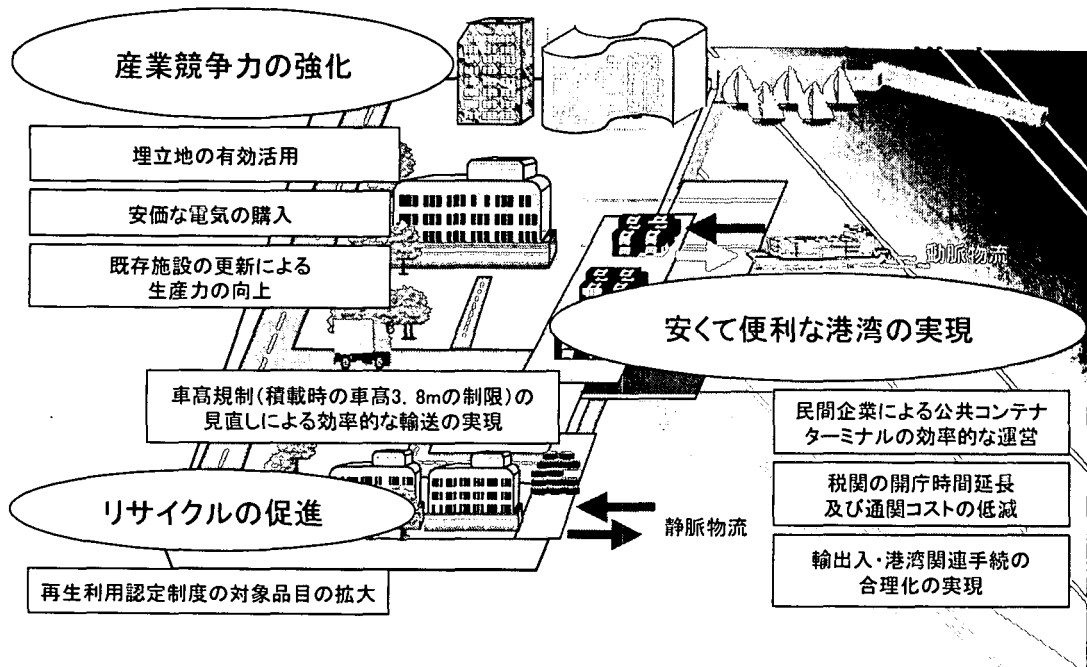 産業競争力の強化
埋立地の有効活用
安価な電気の購入
既存施設の更新による
生産力の向上
動脈物流
安くて便利な港湾の実現
車高規制(積載時の車高3.8mの制限)の
見直しによる効率的な輸送の実現
民間企業による公共コンテナ
ターミナルの効率的な運営
税関の開庁時間延長
及び通関コストの低減
輸出入・港湾関連手続の
合理化の実現
リサイクルの促進
静脈物流
再生利用認定制度の対象品目の拡大